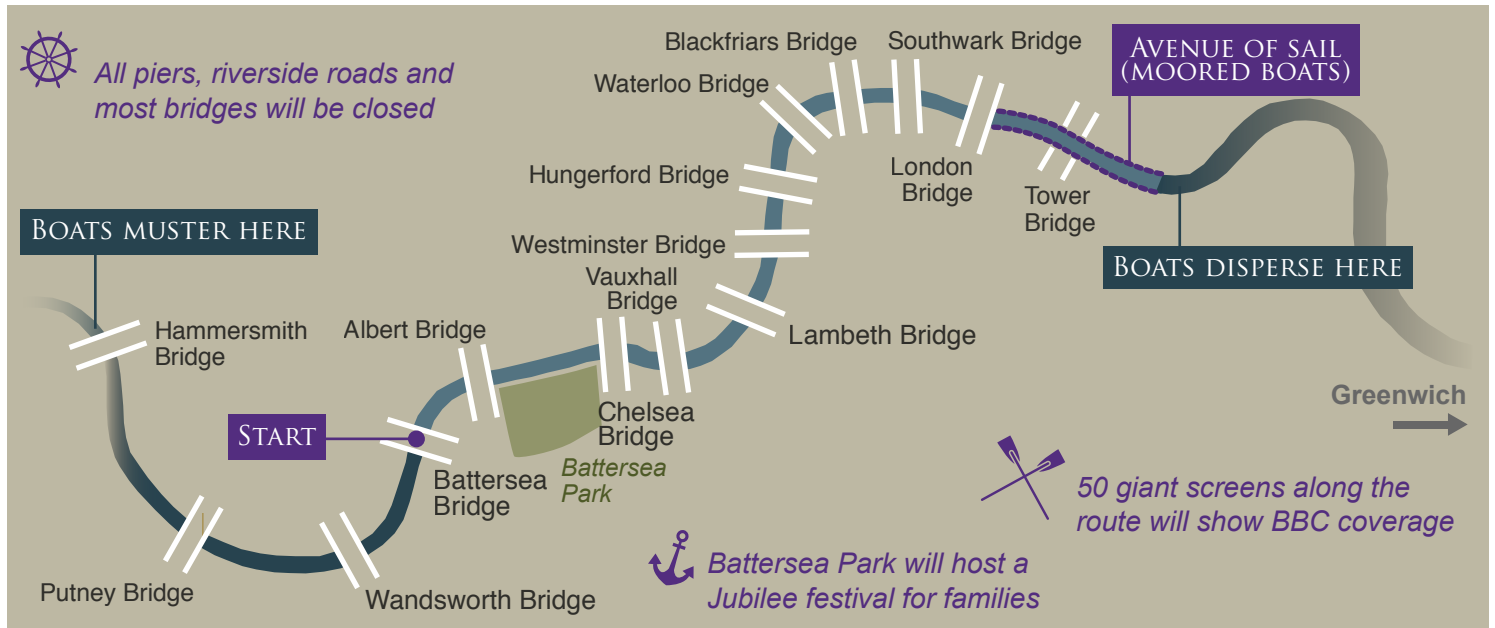 All piers, riverside roads and
most bridges will be closed
Blackfriars Bridge
Southwark Bridge
Waterloo Bridge
AVENUE OF SAIL
(MOORED BOATS)
Hungerford Bridge
London
Bridge
Tower
Bridge
BOATS MUSTER HERE
Westminster Bridge
Vauxhall
Bridge
BOATS DISPERSE HERE
Hammersmith
Bridge
Albert Bridge
Lambeth Bridge
Greenwich
START
Chelsea
Bridge
Battersea
Bridge
Battersea
Park
50 giant screens along the
route will show BBC coverage
Battersea Park will host a
Jubilee festival for families
Putney Bridge
Wandsworth Bridge